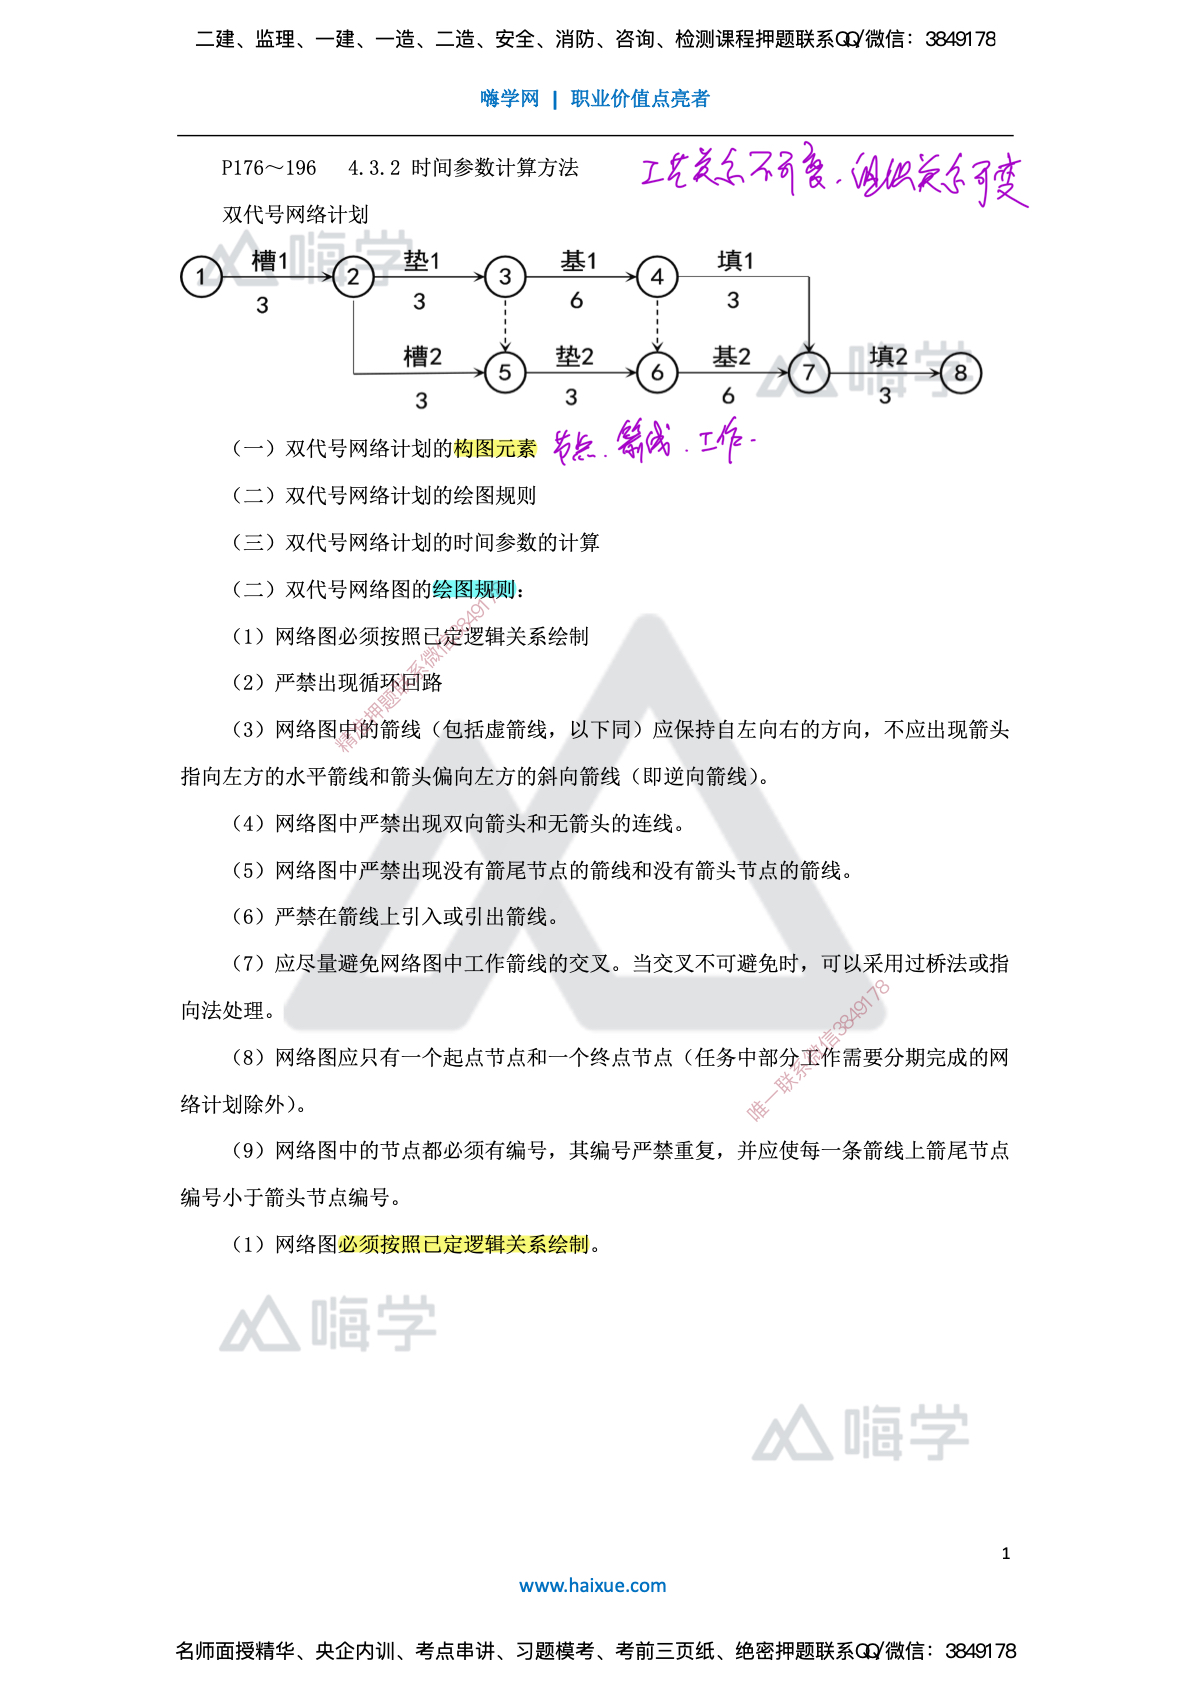 二建、监理、一建、一造、二造、安全、消防、咨询、检测课程押题联系QQ/微信：3849178
嗨学网 | 职业价值点亮者
P176～196 4.3.2 时间参数计算方法
工艺关系不可变．组织关系可变
双代号网络计划
嗨学
槽1 垫1 基1 填1
1 2 3 4
3 3 6 3
槽2 垫2 基2 填2
5 6 7 8
3 3 6 3
嗨学
（一）双代号网络计划的构图元素 节点．箭线．工作．
（二）双代号网络计划的绘图规则
（三）双代号网络计划的时间参数的计算
（二）双代号网络图的绘图规则：
（1）网络图必须按照已定逻辑关系绘制
（2）严禁出现循环回路
精准押题联系微信3849178
（3）网络图中的箭线（包括虚箭线，以下同）应保持自左向右的方向，不应出现箭头
指向左方的水平箭线和箭头偏向左方的斜向箭线（即逆向箭线）。
（4）网络图中严禁出现双向箭头和无箭头的连线。
（5）网络图中严禁出现没有箭尾节点的箭线和没有箭头节点的箭线。
（6）严禁在箭线上引入或引出箭线。
（7）应尽量避免网络图中工作箭线的交叉。当交叉不可避免时，可以采用过桥法或指
向法处理。
唯一联系微信3849178
（8）网络图应只有一个起点节点和一个终点节点（任务中部分工作需要分期完成的网
络计划除外）。
（9）网络图中的节点都必须有编号，其编号严禁重复，并应使每一条箭线上箭尾节点
编号小于箭头节点编号。
（1）网络图必须按照已定逻辑关系绘制。
嗨学
嗨学
1
www.haixue.com
名师面授精华、央企内训、考点串讲、习题模考、考前三页纸、绝密押题联系QQ/微信：3849178